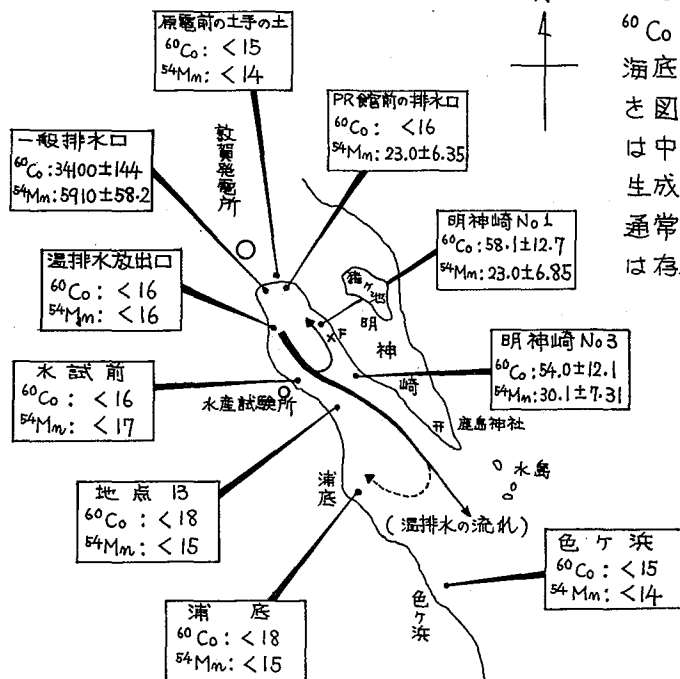 原電前の土手の土
⁶⁰Co: <15
⁵⁴Mn: <14
PR館前の排水口
⁶⁰Co: <16
⁵⁴Mn: 23.0±6.35
一般排水口
⁶⁰Co:34100±144
⁵⁴Mn:5910±58.2
敦賀発電所
明神崎No1
⁶⁰Co:58.1±12.7
⁵⁴Mn:23.0±6.85
温排水放出口
⁶⁰Co: <16
⁵⁴Mn: <16
猪ヶ池
×F
明神崎
明神崎No3
⁶⁰Co:54.0±12.1
⁵⁴Mn:30.1±7.31
水試前
⁶⁰Co: <16
⁵⁴Mn: <17
水産試験所
鹿島神社
水島
地点13
⁶⁰Co: <18
⁵⁴Mn: <15
浦底
(温排水の流れ)
色ケ浜
⁶⁰Co: <15
⁵⁴Mn: <14
浦底
⁶⁰Co: <18
⁵⁴Mn: <15
色ケ浜
⁶⁰Co
海底
を図
は中
生成
通常
は存